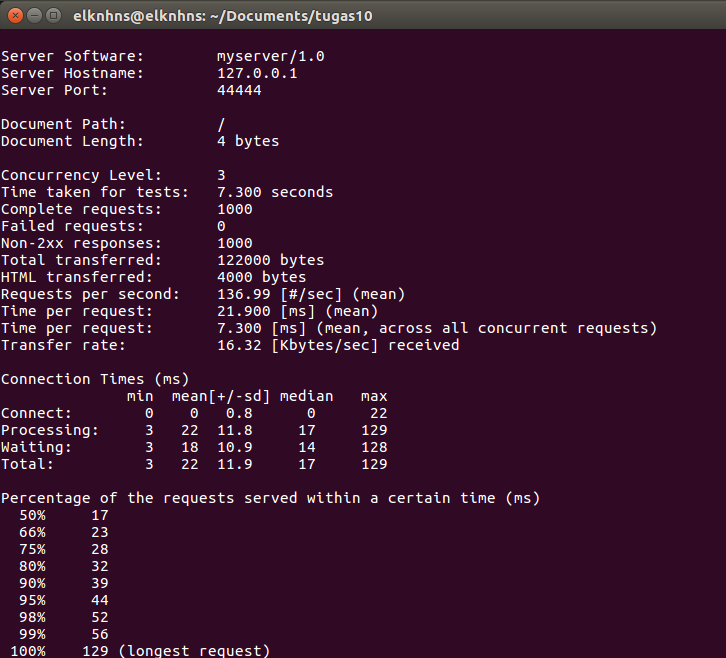 elknhns@elknhns: ~/Documents/tugas10
Server Software:        myserver/1.0
Server Hostname:        127.0.0.1
Server Port:            44444
Document Path:          /
Document Length:        4 bytes
Concurrency Level:      3
Time taken for tests:   7.300 seconds
Complete requests:      1000
Failed requests:        0
Non-2xx responses:      1000
Total transferred:      122000 bytes
HTML transferred:       4000 bytes
Requests per second:    136.99 [#/sec] (mean)
Time per request:       21.900 [ms] (mean)
Time per request:       7.300 [ms] (mean, across all concurrent requests)
Transfer rate:          16.32 [Kbytes/sec] received
Connection Times (ms)
              min  mean[+/-sd] median   max
Connect:        0    0   0.8      0      22
Processing:     3   22  11.8     17     129
Waiting:        3   18  10.9     14     128
Total:          3   22  11.9     17     129
Percentage of the requests served within a certain time (ms)
  50%     17
  66%     23
  75%     28
  80%     32
  90%     39
  95%     44
  98%     52
  99%     56
 100%    129 (longest request)